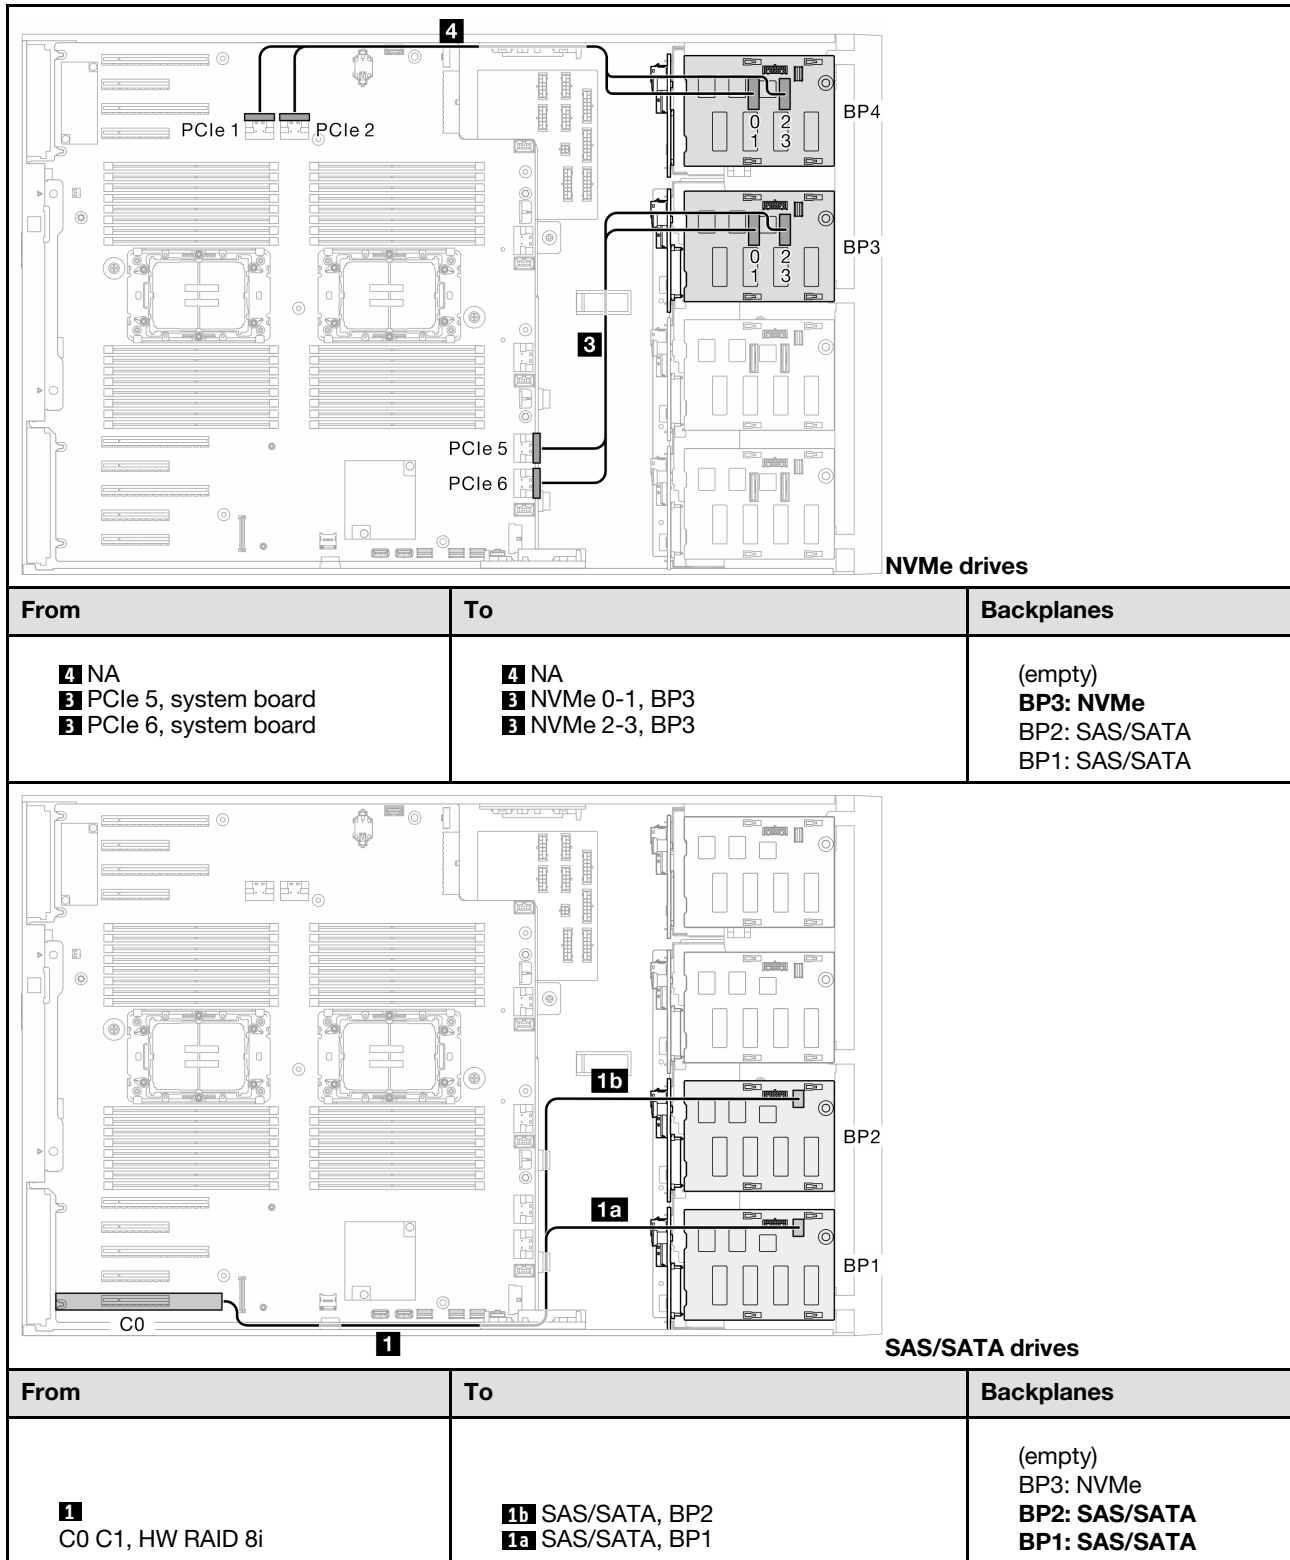 4
PCIe 1
PCIe 2
0 2
1 3
BP4
0 2
1 3
BP3
3
PCIe 5
PCIe 6
NVMe drives
From To Backplanes
4 NA
3 PCIe 5, system board
3 PCIe 6, system board
4 NA
3 NVMe 0-1, BP3
3 NVMe 2-3, BP3
(empty)
BP3: NVMe
BP2: SAS/SATA
BP1: SAS/SATA
1b
BP2
1a
BP1
C0
1
SAS/SATA drives
From To Backplanes
1
C0 C1, HW RAID 8i
1b SAS/SATA, BP2
1a SAS/SATA, BP1
(empty)
BP3: NVMe
BP2: SAS/SATA
BP1: SAS/SATA